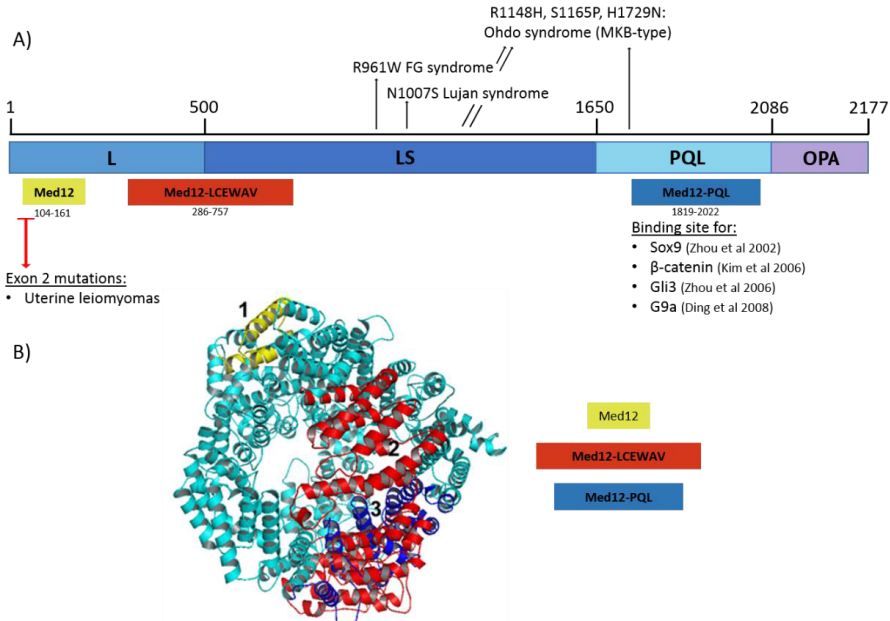 A)
R1148H, S1165P, H1729N:
Ohdo syndrome (MKB-type)
R961W FG syndrome
N1007S Lujan syndrome
1 500 1650 2086 2177
L LS PQL OPA
Med12 Med12-LCEWAV Med12-PQL
104-161 286-757 1819-2022
Binding site for:
• Sox9 (Zhou et al 2002)
• β-catenin (Kim et al 2006)
• Gli3 (Zhou et al 2006)
• G9a (Ding et al 2008)
Exon 2 mutations:
• Uterine leiomyomas
B)
1
2
3
Med12
Med12-LCEWAV
Med12-PQL